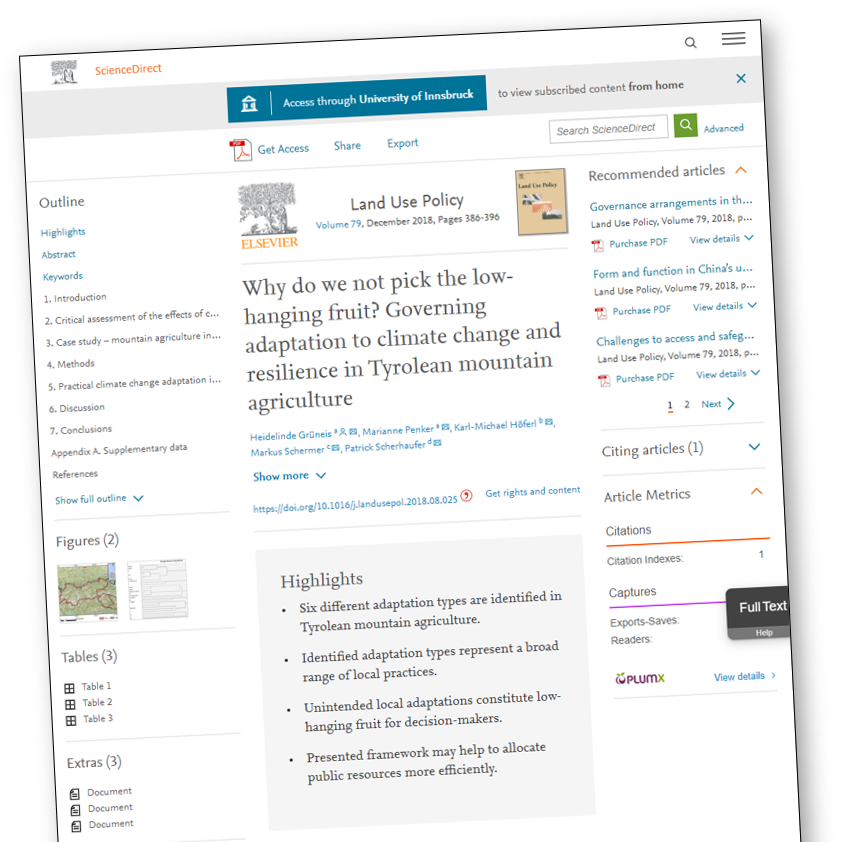 ScienceDirect
Access through University of Innsbruck
to view subscribed content from home
PDF
Get Access
Share
Export
Search ScienceDirect
Advanced
Outline
Highlights
Abstract
Keywords
1. Introduction
2. Critical assessment of the effects of c...
3. Case study – mountain agriculture in...
4. Methods
5. Practical climate change adaptation i...
6. Discussion
7. Conclusions
Appendix A. Supplementary data
References
Show full outline
Figures (2)
Tables (3)
Table 1
Table 2
Table 3
Extras (3)
Document
Document
Document
ELSEVIER
Land Use Policy
Volume 79, December 2018, Pages 386-396
Land Use Policy
Why do we not pick the low-
hanging fruit? Governing
adaptation to climate change and
resilience in Tyrolean mountain
agriculture
Heidelinde Grüneis a, Marianne Penker a, Karl-Michael Höferl b,
Markus Schermer c, Patrick Scherhaufer d
Show more
https://doi.org/10.1016/j.landusepol.2018.08.025
Get rights and content
Highlights
• Six different adaptation types are identified in
Tyrolean mountain agriculture.
• Identified adaptation types represent a broad
range of local practices.
• Unintended local adaptations constitute low-
hanging fruit for decision-makers.
• Presented framework may help to allocate
public resources more efficiently.
Recommended articles
Governance arrangements in th...
Land Use Policy, Volume 79, 2018, p...
Purchase PDF
View details
Form and function in China's u...
Land Use Policy, Volume 79, 2018, p...
Purchase PDF
View details
Challenges to access and safeg...
Land Use Policy, Volume 79, 2018, p...
Purchase PDF
View details
1 2 Next
Citing articles (1)
Article Metrics
Citations
Citation Indexes: 1
Captures
Exports-Saves:
Readers:
Full Text
Help
PLUMX
View details